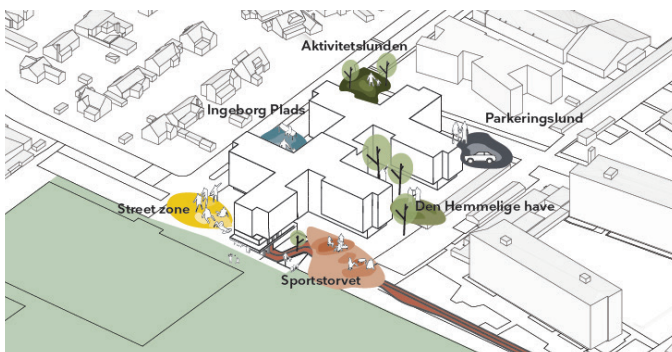 Aktivitetslunden
Ingeborg Plads
Parkeringslund
Street zone
Den Hemmelige have
Sportstorvet